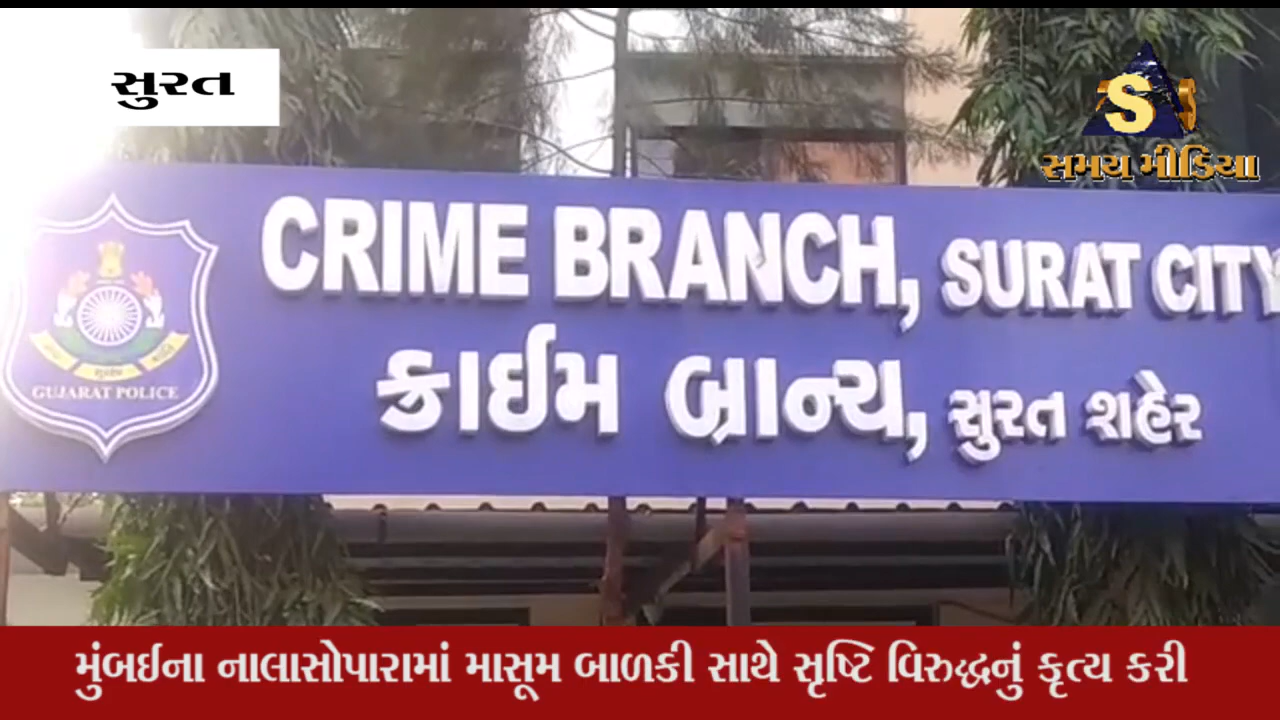 સુરત
S
સમય મીડિયા
CRIME BRANCH, SURAT CITY
ક્રાઈમ બ્રાન્ચ, સુરત શહેર
GUJARAT POLICE
મુંબઈના નાલાસોપારામાં માસૂમ બાળકી સાથે સૃષ્ટિ વિરુદ્ધનું કૃત્ય કરી